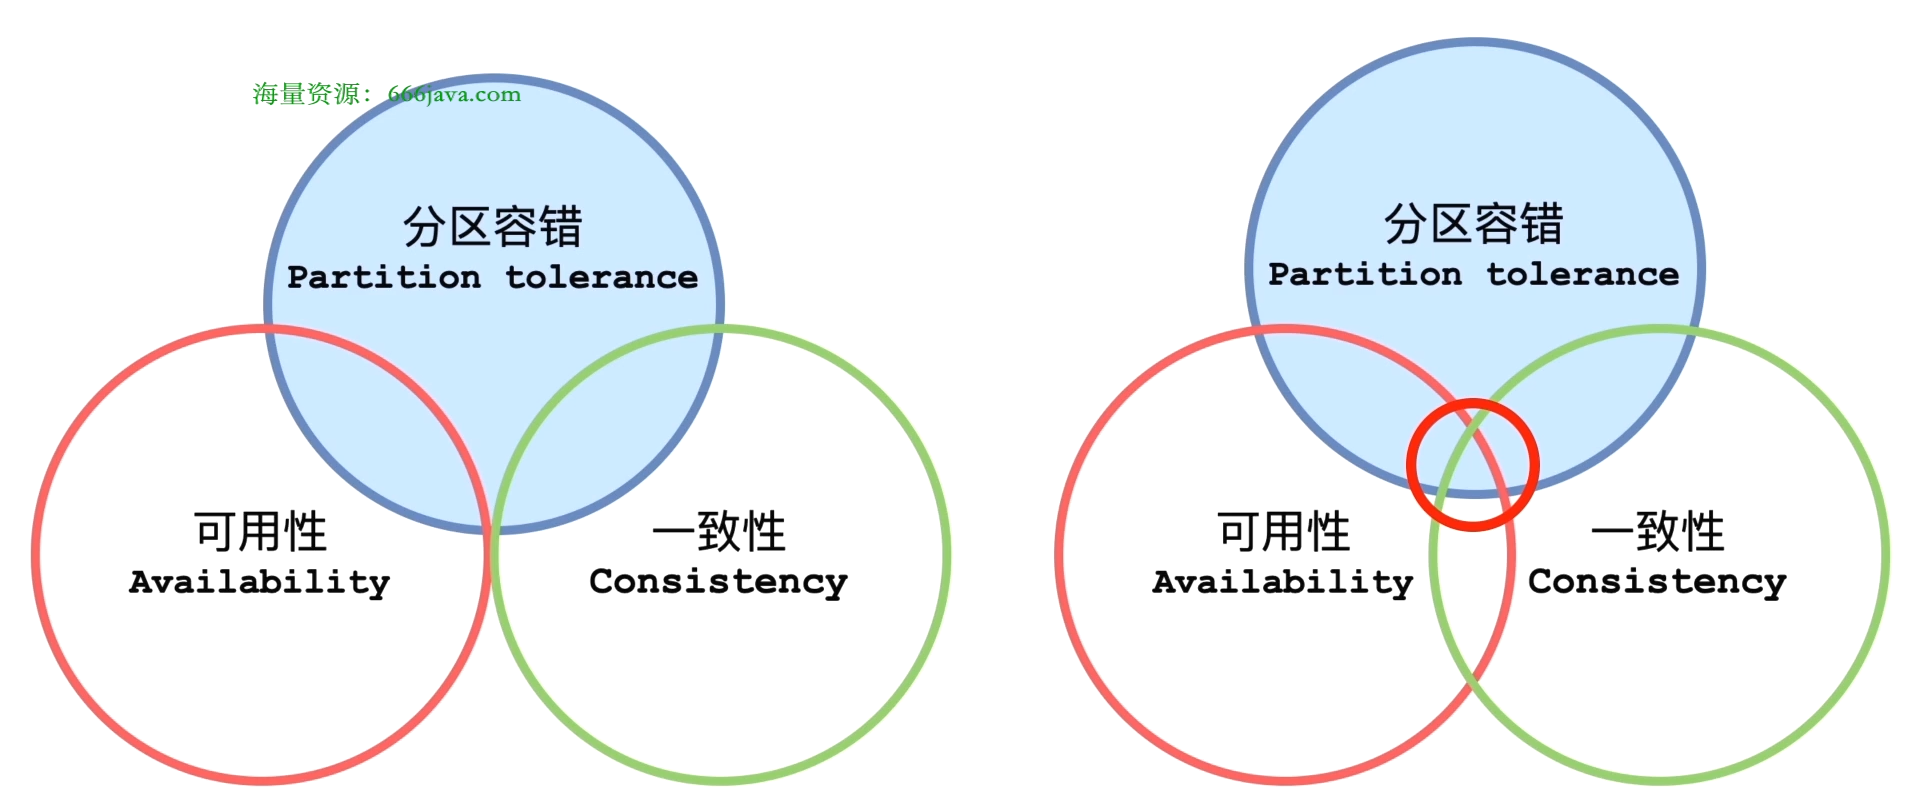 海量资源：666java.com
分区容错
Partition tolerance
可用性
Availability
一致性
Consistency
分区容错
Partition tolerance
可用性
Availability
一致性
Consistency